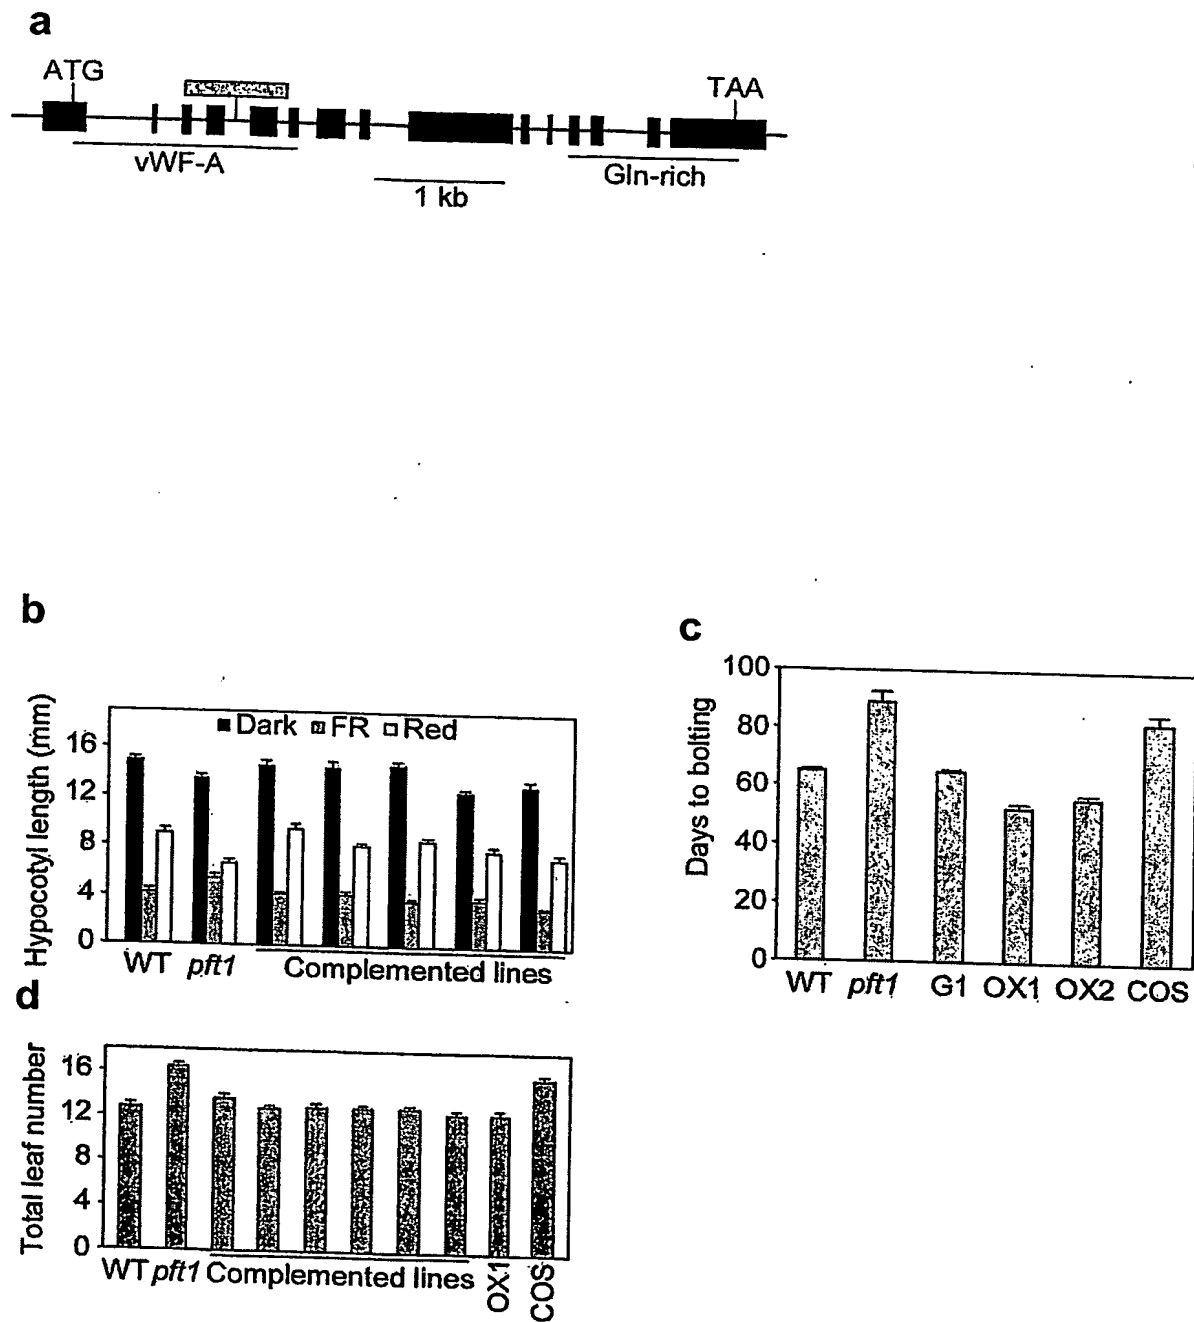 a
ATG
TAA
vWF-A
Gln-rich
1 kb
b
Hypocotyl length (mm)
16
12
8
4
0
Dark FR Red
WT pft1 Complemented lines
c
Days to bolting
100
80
60
40
20
0
WT pft1 G1 OX1 OX2 COS
d
Total leaf number
16
12
8
4
0
WT pft1 Complemented lines OX1 COS